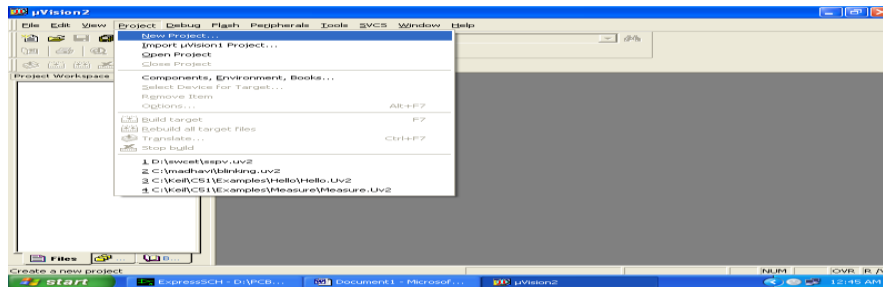 µVision2
File Edit View Project Debug Flash Peripherals Tools SVCS Window Help
New Project...
Import µVision1 Project...
Open Project
Close Project
Project Workspace
Components, Environment, Books...
Select Device for Target...
Remove Item
Options... Alt+F7
Build target F7
Rebuild all target files
Translate... Ctrl+F7
Stop build
1 D:\swcet\sspv.uv2
2 C:\madhavi\blinking.uv2
3 C:\Keil\C51\Examples\Hello\Hello.Uv2
4 C:\Keil\C51\Examples\Measure\Measure.Uv2
Files ... B...
Create a new project NUM OVR R
start ExpressSCH - D:\PCB... Document1 - Microsof... µVision2 12:45 AM